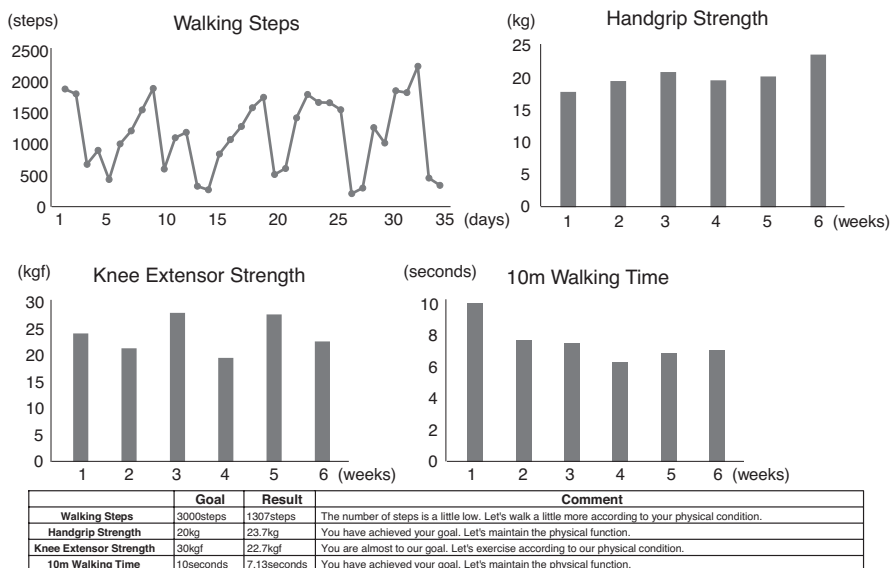 (steps)
Walking Steps
2500
2000
1500
1000
500
0
1 5 10 15 20 25 30 35 (days)
(kg)
Handgrip Strength
25
20
15
10
5
0
1 2 3 4 5 6 (weeks)
(kgf)
Knee Extensor Strength
30
25
20
15
10
5
0
1 2 3 4 5 6 (weeks)
(seconds)
10m Walking Time
10
8
6
4
2
0
1 2 3 4 5 6 (weeks)
Goal Result Comment
Walking Steps 3000steps 1307steps The number of steps is a little low. Let's walk a little more according to your physical condition.
Handgrip Strength 20kg 23.7kg You have achieved your goal. Let's maintain the physical function.
Knee Extensor Strength 30kgf 22.7kgf You are almost to our goal. Let's exercise according to our physical condition.
10m Walking Time 10seconds 7.13seconds You have achieved your goal. Let's maintain the physical function.